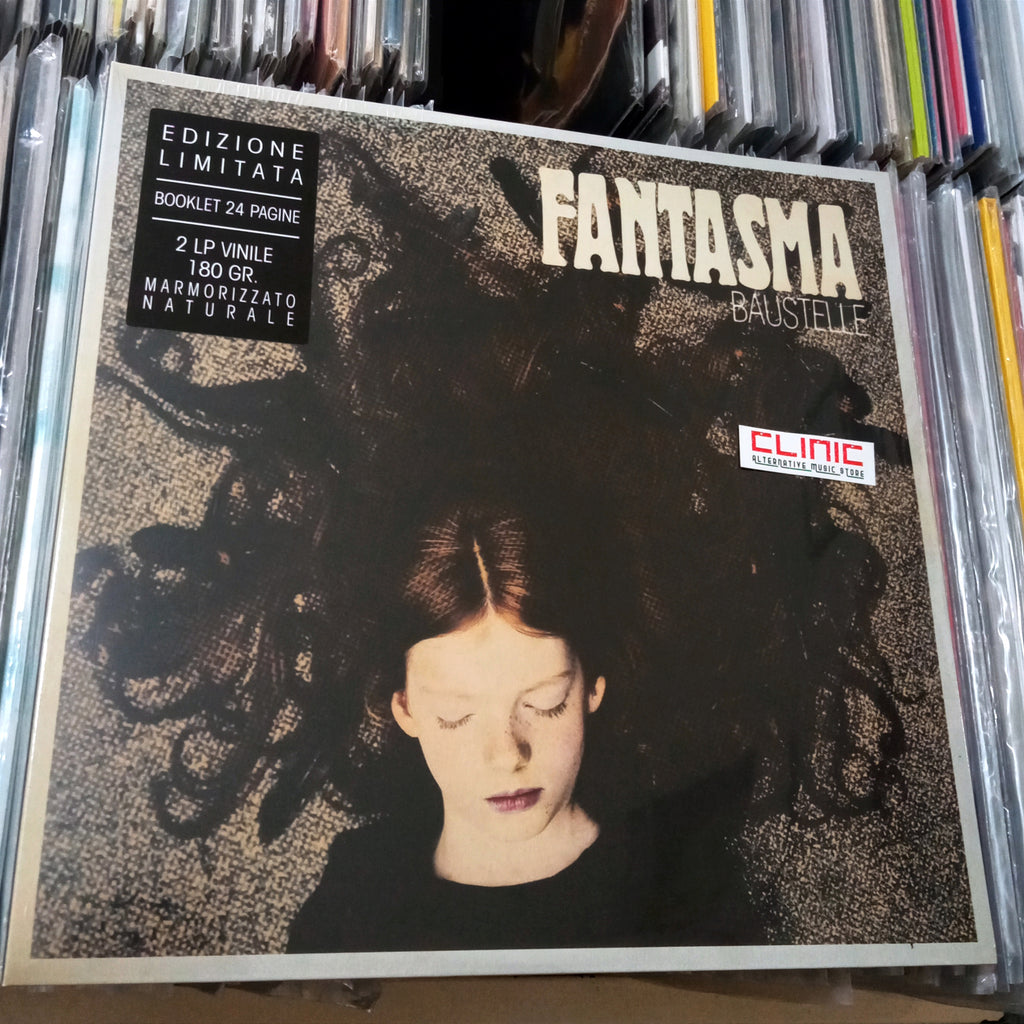 EDIZIONE
LIMITATA
BOOKLET 24 PAGINE
2 LP VINILE
180 GR.
MARMORIZZATO
NATURALE
FANTASMA
BAUSTELLE
CLINIC
ALTERNATIVE MUSIC STORE